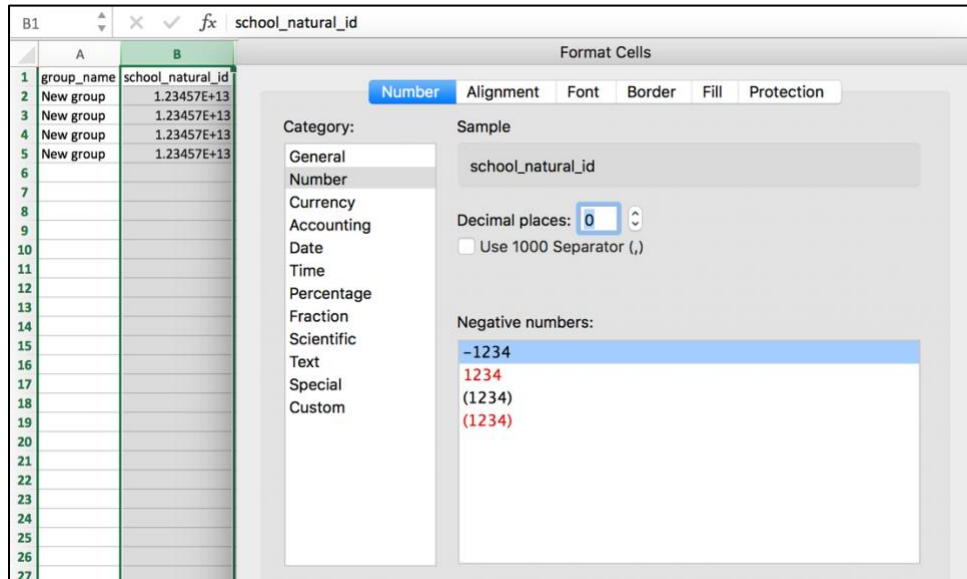 B1 fx school_natural_id
A B
1 group_name school_natural_id
2 New group 1.23457E+13
3 New group 1.23457E+13
4 New group 1.23457E+13
5 New group 1.23457E+13
6
7
8
9
10
11
12
13
14
15
16
17
18
19
20
21
22
23
24
25
26
27
Format Cells
Number Alignment Font Border Fill Protection
Category:
General
Number
Currency
Accounting
Date
Time
Percentage
Fraction
Scientific
Text
Special
Custom
Sample
school_natural_id
Decimal places: 0
Use 1000 Separator (,)
Negative numbers:
-1234
1234
(1234)
(1234)